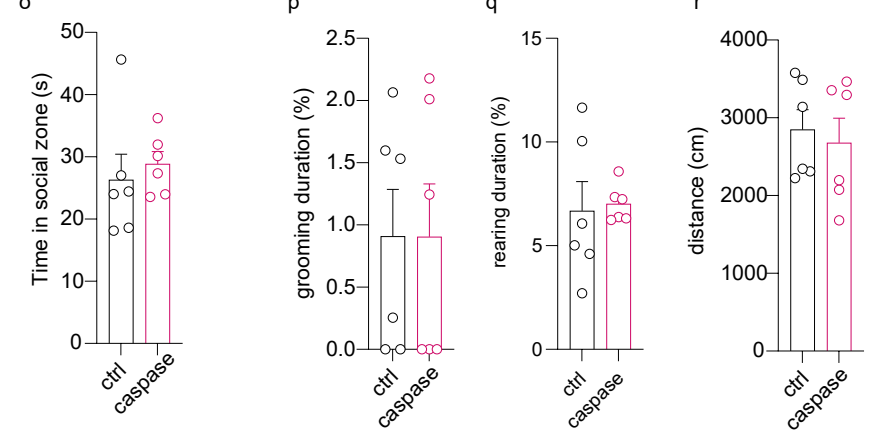 o
Time in social zone (s)
50
40
30
20
10
0
ctrl
caspase
p
grooming duration (%)
2.5
2.0
1.5
1.0
0.5
0.0
ctrl
caspase
q
rearing duration (%)
15
10
5
0
ctrl
caspase
r
distance (cm)
4000
3000
2000
1000
0
ctrl
caspase